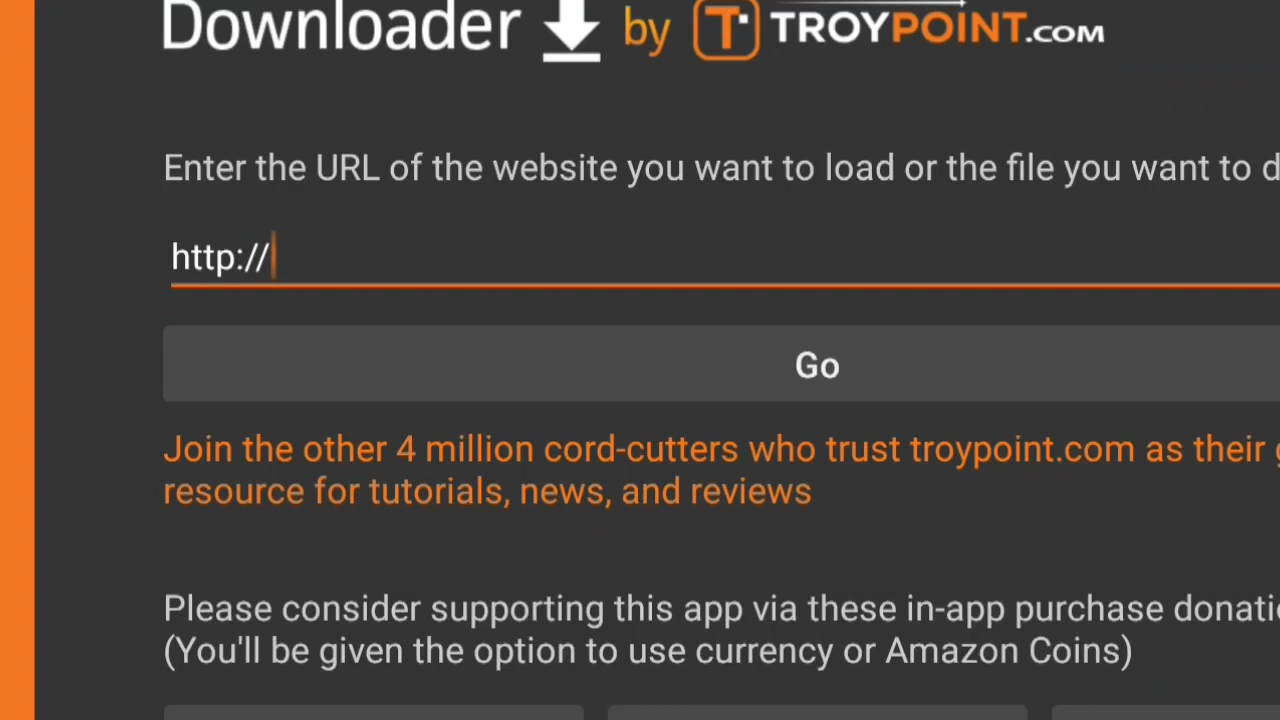 Downloader by TROYPOINT.COM
Enter the URL of the website you want to load or the file you want to d
http://
Go
Join the other 4 million cord-cutters who trust troypoint.com as their
resource for tutorials, news, and reviews
Please consider supporting this app via these in-app purchase donati
(You'll be given the option to use currency or Amazon Coins)